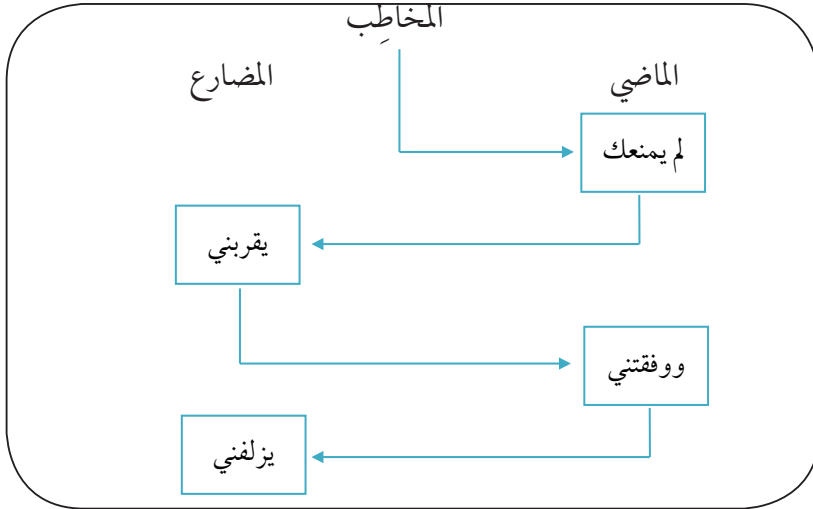 المخاطِب
الماضي
المضارع
لم يمنعك
يقربني
ووفقتني
يزلفني